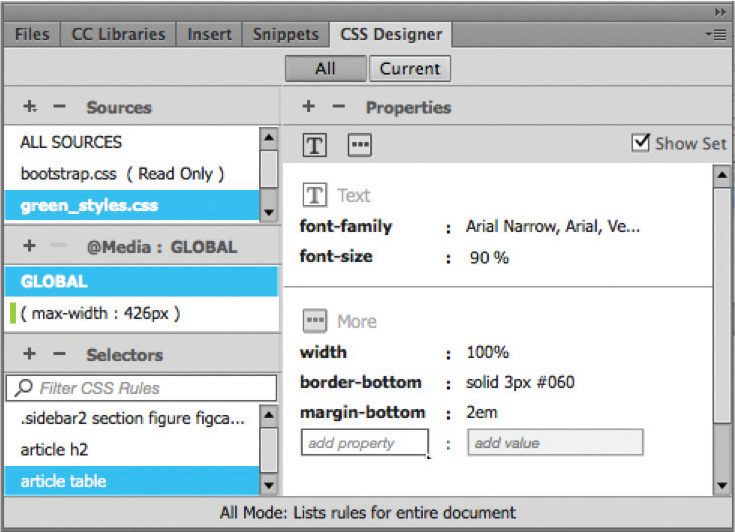 Files CC Libraries Insert Snippets CSS Designer
All Current
+ − Sources
ALL SOURCES
bootstrap.css ( Read Only )
green_styles.css
+ − @Media : GLOBAL
GLOBAL
( max-width : 426px )
+ − Selectors
Filter CSS Rules
.sidebar2 section figure figca...
article h2
article table
+ − Properties
T Show Set
T Text
font-family : Arial Narrow, Arial, Ve...
font-size : 90 %
More
width : 100%
border-bottom : solid 3px #060
margin-bottom : 2em
add property : add value
All Mode: Lists rules for entire document